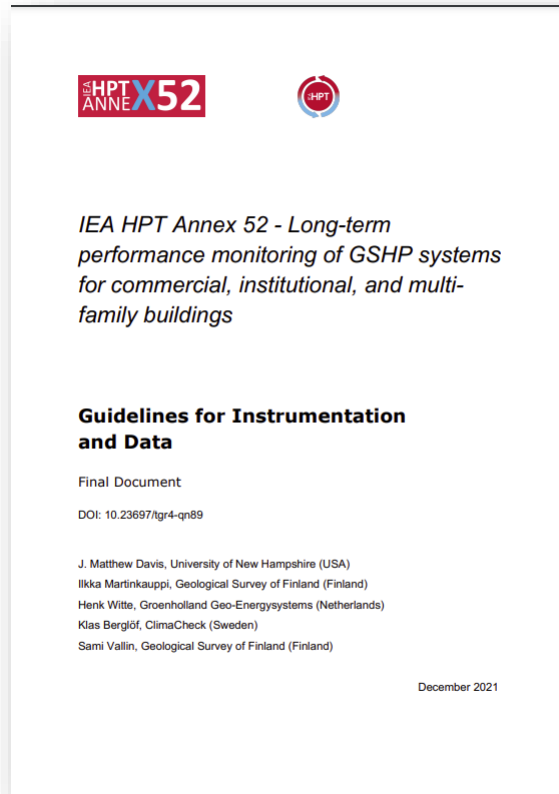 IEA
HPT
ANNE
X52
HPT
IEA HPT Annex 52 - Long-term
performance monitoring of GSHP systems
for commercial, institutional, and multi-
family buildings
Guidelines for Instrumentation
and Data
Final Document
DOI: 10.23697/tgr4-qn89
J. Matthew Davis, University of New Hampshire (USA)
Ilkka Martinkauppi, Geological Survey of Finland (Finland)
Henk Witte, Groenholland Geo-Energysystems (Netherlands)
Klas Berglöf, ClimaCheck (Sweden)
Sami Vallin, Geological Survey of Finland (Finland)
December 2021